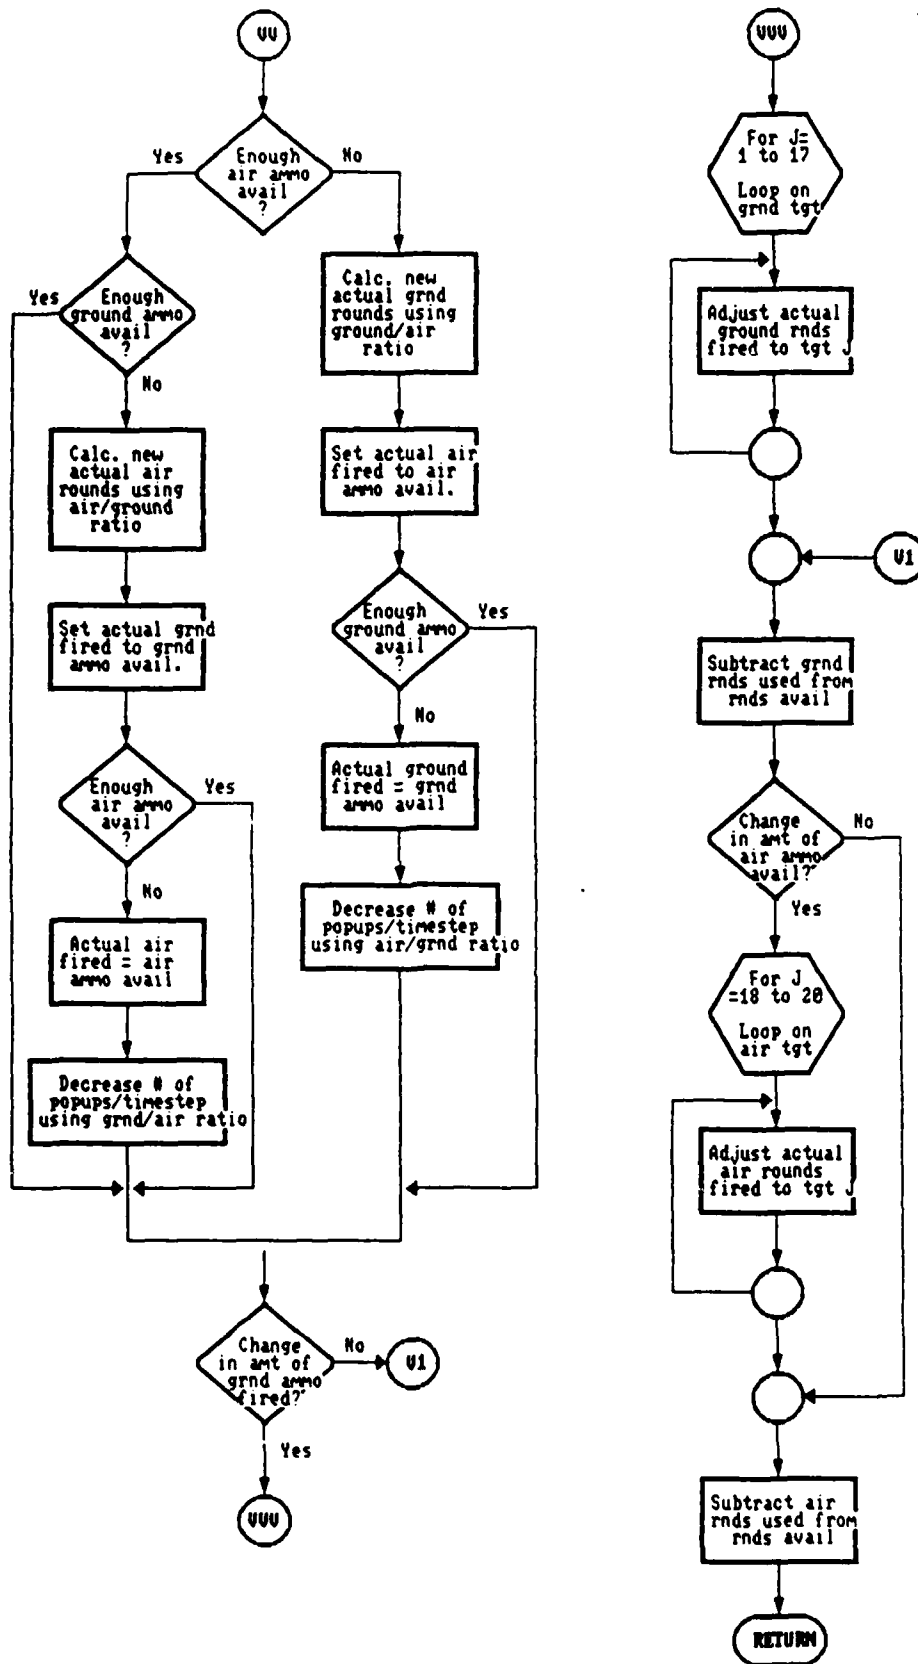 VV
Enough
air ammo
avail
?
Yes
No
Enough
ground ammo
avail
?
Yes
No
Calc. new
actual air
rounds using
air/ground
ratio
Set actual grnd
fired to grnd
ammo avail.
Enough
air ammo
avail
?
Yes
No
Actual air
fired = air
ammo avail
Decrease # of
popups/timestep
using grnd/air ratio
Calc. new
actual grnd
rounds using
ground/air
ratio
Set actual air
fired to air
ammo avail.
Enough
ground ammo
avail
?
Yes
No
Actual ground
fired = grnd
ammo avail
Decrease # of
popups/timestep
using air/grnd ratio
Change
in amt of
grnd ammo
fired?
No
V1
Yes
VVV
VVV
For J=
1 to 17
Loop on
grnd tgt
Adjust actual
ground rnds
fired to tgt J
V1
Subtract grnd
rnds used from
rnds avail
Change
in amt of
air ammo
avail?
No
Yes
For J
=18 to 20
Loop on
air tgt
Adjust actual
air rounds
fired to tgt J
Subtract air
rnds used from
rnds avail
RETURN